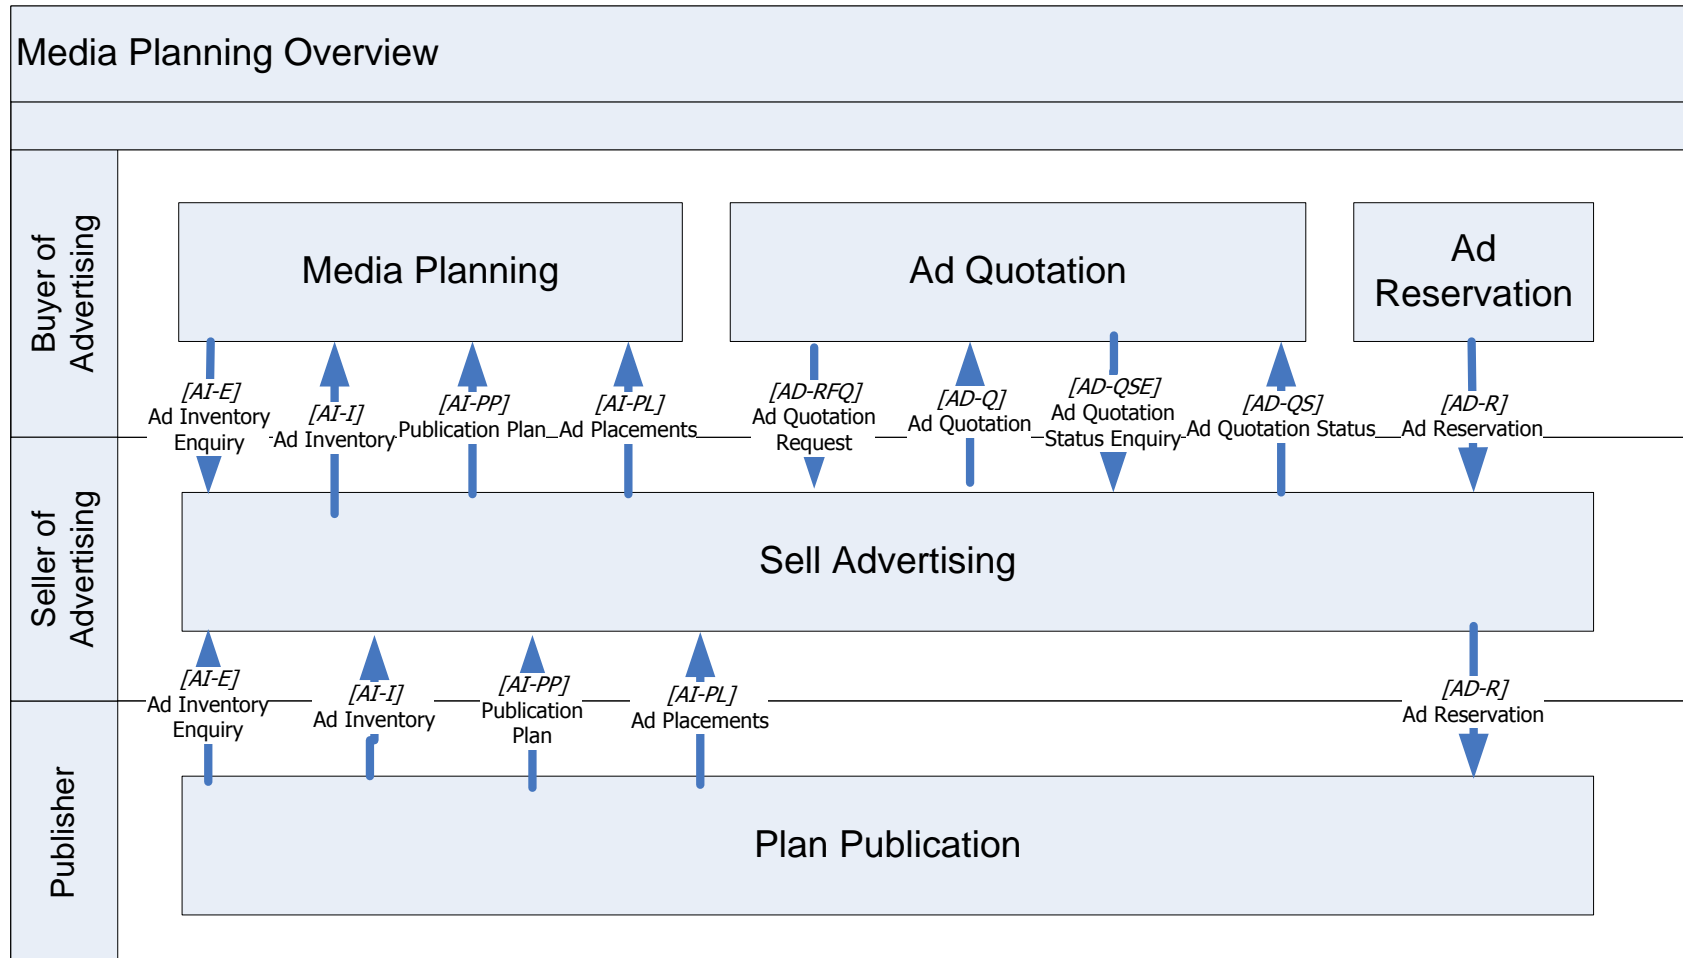 Media Planning Overview
Buyer of
Advertising
Media Planning
Ad Quotation
Ad
Reservation
[AI-E]
Ad Inventory
Enquiry
[AI-I]
Ad Inventory
[AI-PP]
Publication Plan
[AI-PL]
Ad Placements
[AD-RFQ]
Ad Quotation
Request
[AD-Q]
Ad Quotation
[AD-QSE]
Ad Quotation
Status Enquiry
[AD-QS]
Ad Quotation Status
[AD-R]
Ad Reservation
Seller of
Advertising
Sell Advertising
[AI-E]
Ad Inventory
Enquiry
[AI-I]
Ad Inventory
[AI-PP]
Publication
Plan
[AI-PL]
Ad Placements
[AD-R]
Ad Reservation
Publisher
Plan Publication